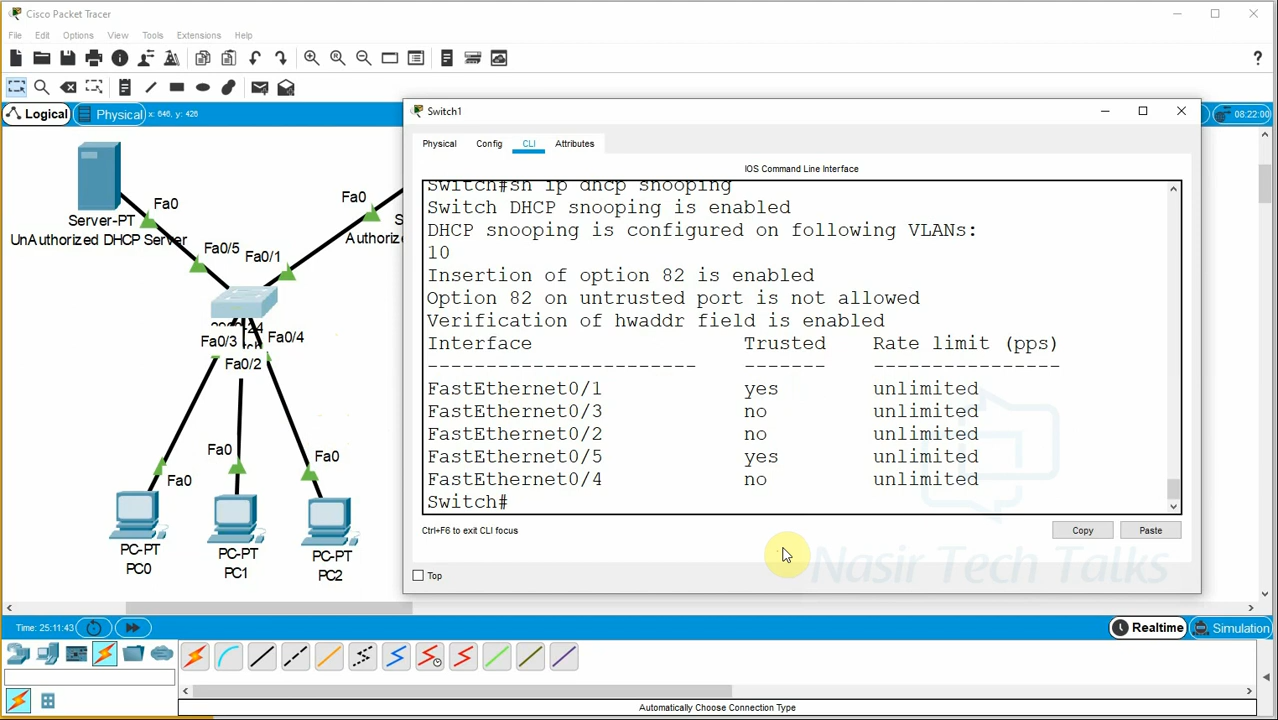 Cisco Packet Tracer
File Edit Options View Tools Extensions Help
?
Logical Physical x: 646, y: 426
08:22:00
Switch1
Physical Config CLI Attributes
IOS Command Line Interface
Switch#sh ip dhcp snooping
Switch DHCP snooping is enabled
DHCP snooping is configured on following VLANs:
10
Insertion of option 82 is enabled
Option 82 on untrusted port is not allowed
Verification of hwaddr field is enabled
Interface Trusted Rate limit (pps)
----------------------- ------- ----------------
FastEthernet0/1 yes unlimited
FastEthernet0/3 no unlimited
FastEthernet0/2 no unlimited
FastEthernet0/5 yes unlimited
FastEthernet0/4 no unlimited
Switch#
Ctrl+F6 to exit CLI focus
Copy Paste
Top
Nasir Tech Talks
Fa0
Server-PT
UnAuthorized DHCP Server
Fa0
S
Authoriz
Fa0/5
Fa0/1
Fa0/3
Fa0/4
Fa0/2
Fa0
Fa0
Fa0
PC-PT
PC0
PC-PT
PC1
PC-PT
PC2
Time: 25:11:43
Realtime Simulation
Automatically Choose Connection Type